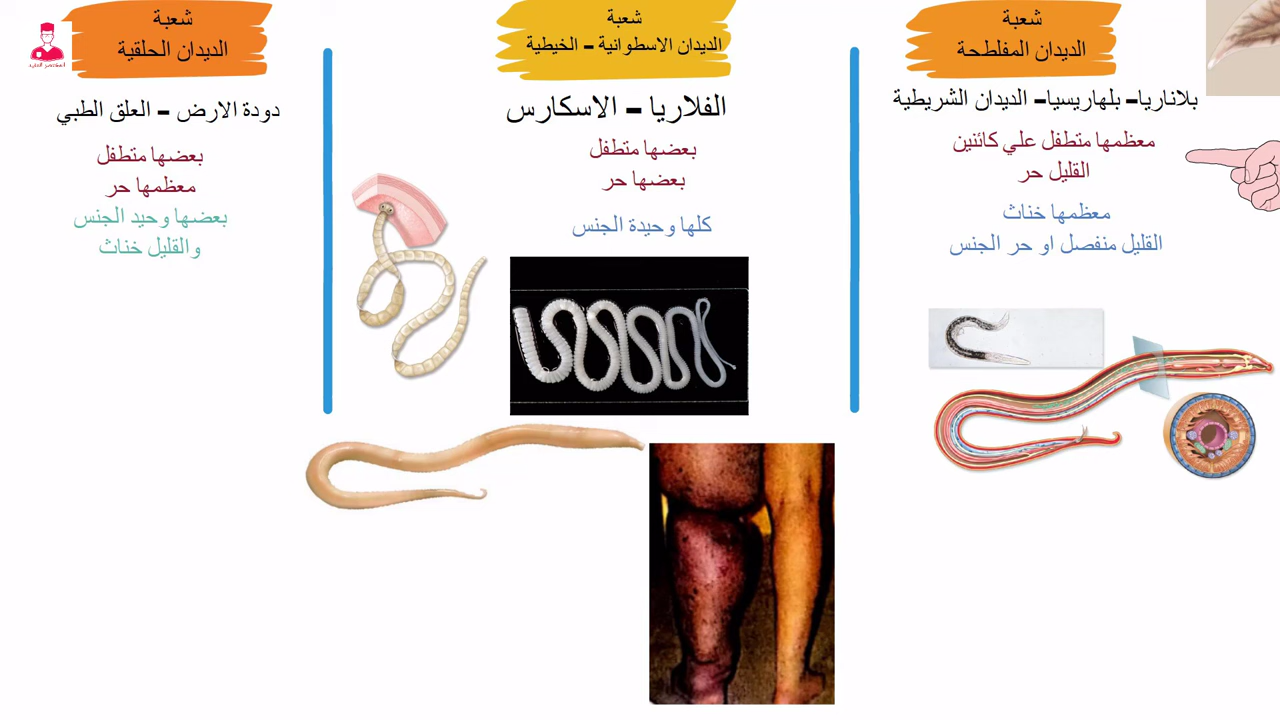 شعبة
الديدان المفلطحة
بلاناريا– بلهاريسيا– الديدان الشريطية
معظمها متطفل علي كائنين
القليل حر
معظمها خناث
القليل منفصل او حر الجنس
شعبة
الديدان الاسطوانية – الخيطية
الفلاريا – الاسكارس
بعضها متطفل
بعضها حر
كلها وحيدة الجنس
شعبة
الديدان الحلقية
دودة الارض – العلق الطبي
بعضها متطفل
معظمها حر
بعضها وحيد الجنس
والقليل خناث